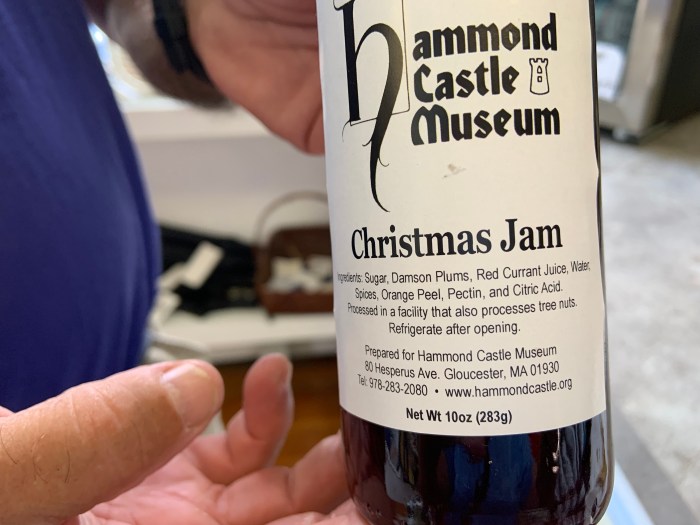 hammond
Castle
Museum
Christmas Jam
Ingredients: Sugar, Damson Plums, Red Currant Juice, Water,
Spices, Orange Peel, Pectin, and Citric Acid.
Processed in a facility that also processes tree nuts.
Refrigerate after opening.
Prepared for Hammond Castle Museum
80 Hesperus Ave. Gloucester, MA 01930
Tel: 978-283-2080 • www.hammondcastle.org
Net Wt 10oz (283g)